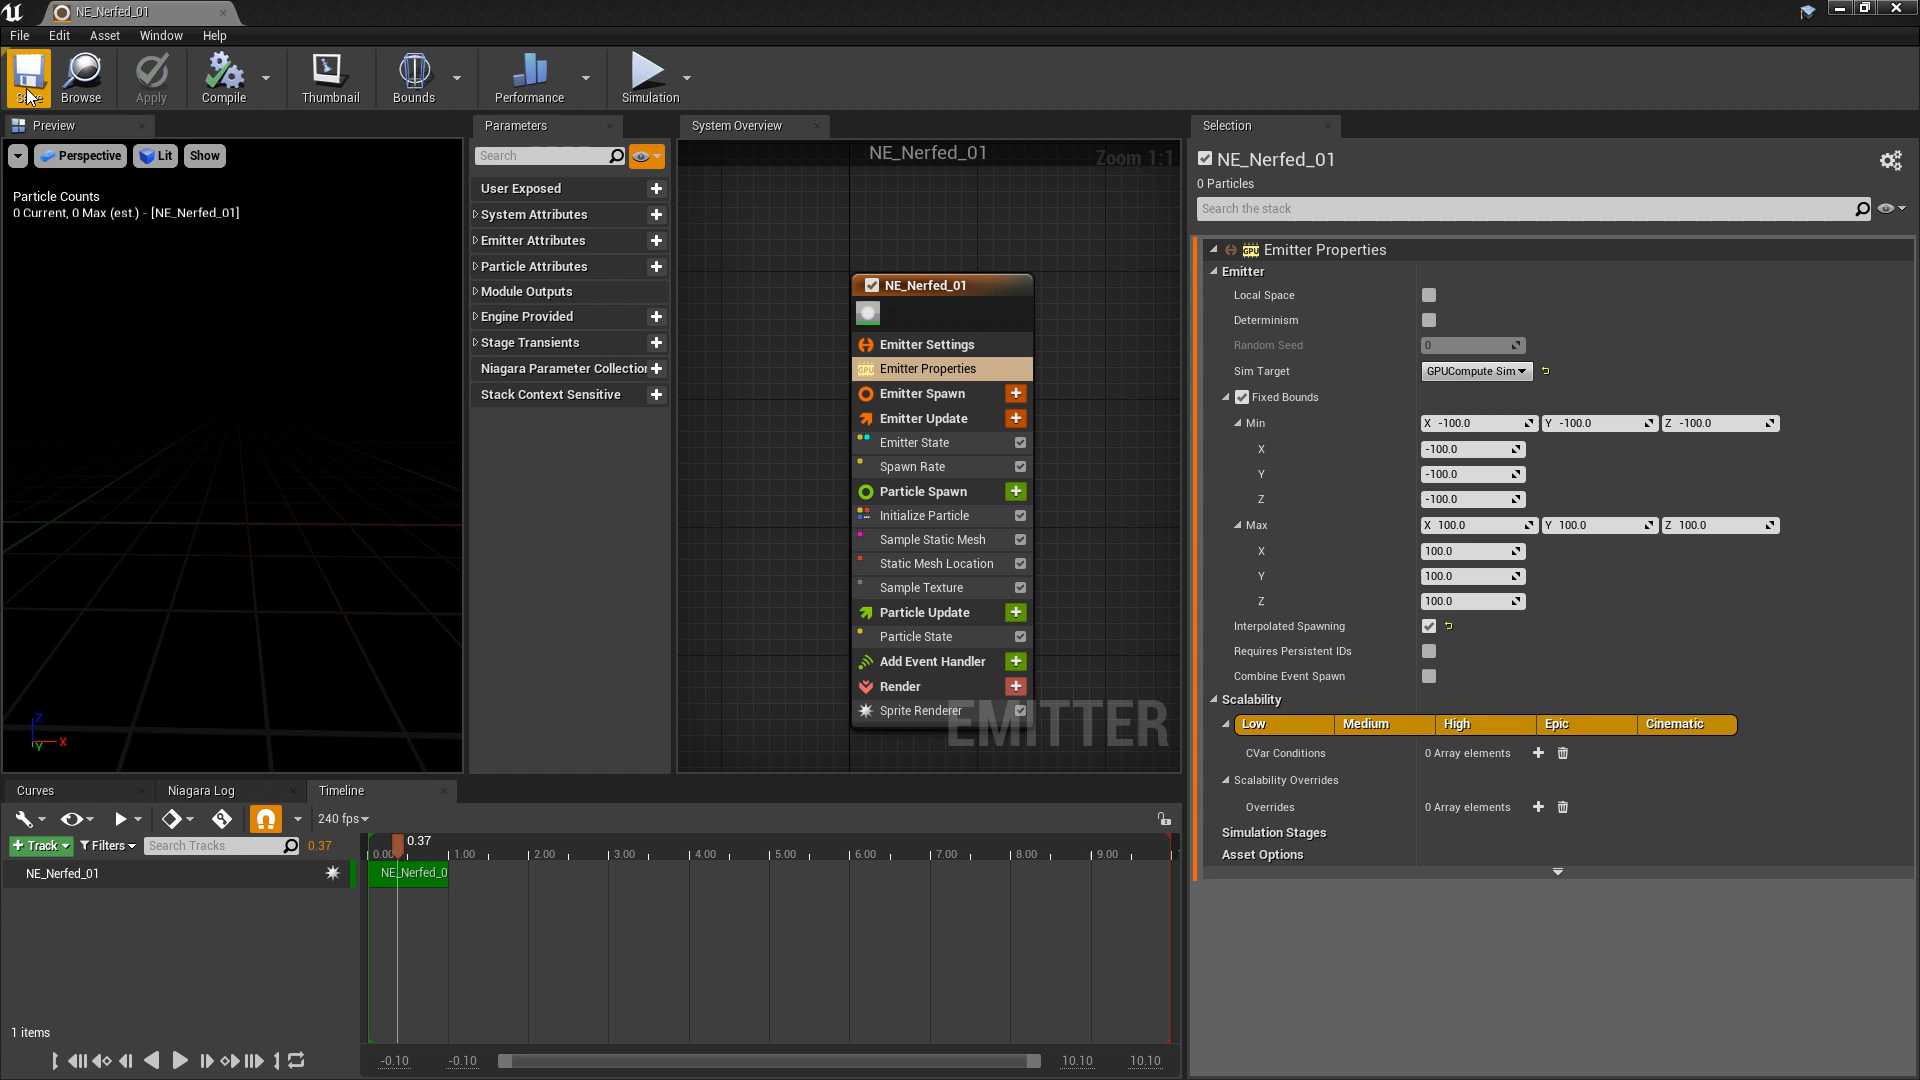 NE_Nerfed_01
File Edit Asset Window Help
Save Browse Apply Compile Thumbnail Bounds Performance Simulation
Preview
Perspective Lit Show
Particle Counts
0 Current, 0 Max (est.) - [NE_Nerfed_01]
Z
Y X
Parameters
Search
User Exposed
System Attributes
Emitter Attributes
Particle Attributes
Module Outputs
Engine Provided
Stage Transients
Niagara Parameter Collection
Stack Context Sensitive
System Overview
NE_Nerfed_01
Zoom 1:1
NE_Nerfed_01
Emitter Settings
GPU Emitter Properties
Emitter Spawn
Emitter Update
Emitter State
Spawn Rate
Particle Spawn
Initialize Particle
Sample Static Mesh
Static Mesh Location
Sample Texture
Particle Update
Particle State
Add Event Handler
Render
Sprite Renderer
EMITTER
Selection
NE_Nerfed_01
0 Particles
Search the stack
GPU Emitter Properties
Emitter
Local Space
Determinism
Random Seed 0
Sim Target GPUCompute Sim
Fixed Bounds
Min X -100.0 Y -100.0 Z -100.0
X -100.0
Y -100.0
Z -100.0
Max X 100.0 Y 100.0 Z 100.0
X 100.0
Y 100.0
Z 100.0
Interpolated Spawning
Requires Persistent IDs
Combine Event Spawn
Scalability
Low Medium High Epic Cinematic
CVar Conditions 0 Array elements
Scalability Overrides
Overrides 0 Array elements
Simulation Stages
Asset Options
Curves Niagara Log Timeline
240 fps
Track Filters Search Tracks 0.37
0.37
0.00 1.00 2.00 3.00 4.00 5.00 6.00 7.00 8.00 9.00 1
NE_Nerfed_01
NE_Nerfed_0
1 items
-0.10 -0.10 10.10 10.10